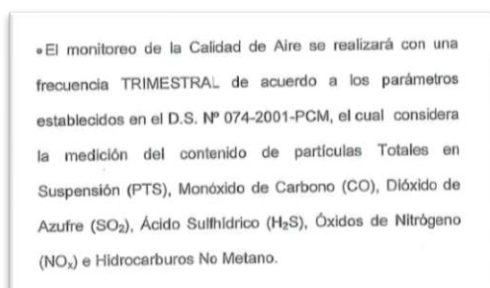 •El monitoreo de la Calidad de Aire se realizará con una
frecuencia TRIMESTRAL de acuerdo a los parámetros
establecidos en el D.S. Nº 074-2001-PCM, el cual considera
la medición del contenido de partículas Totales en
Suspensión (PTS), Monóxido de Carbono (CO), Dióxido de
Azufre (SO₂), Ácido Sulfhídrico (H₂S), Óxidos de Nitrógeno
(NOₓ) e Hidrocarburos No Metano.